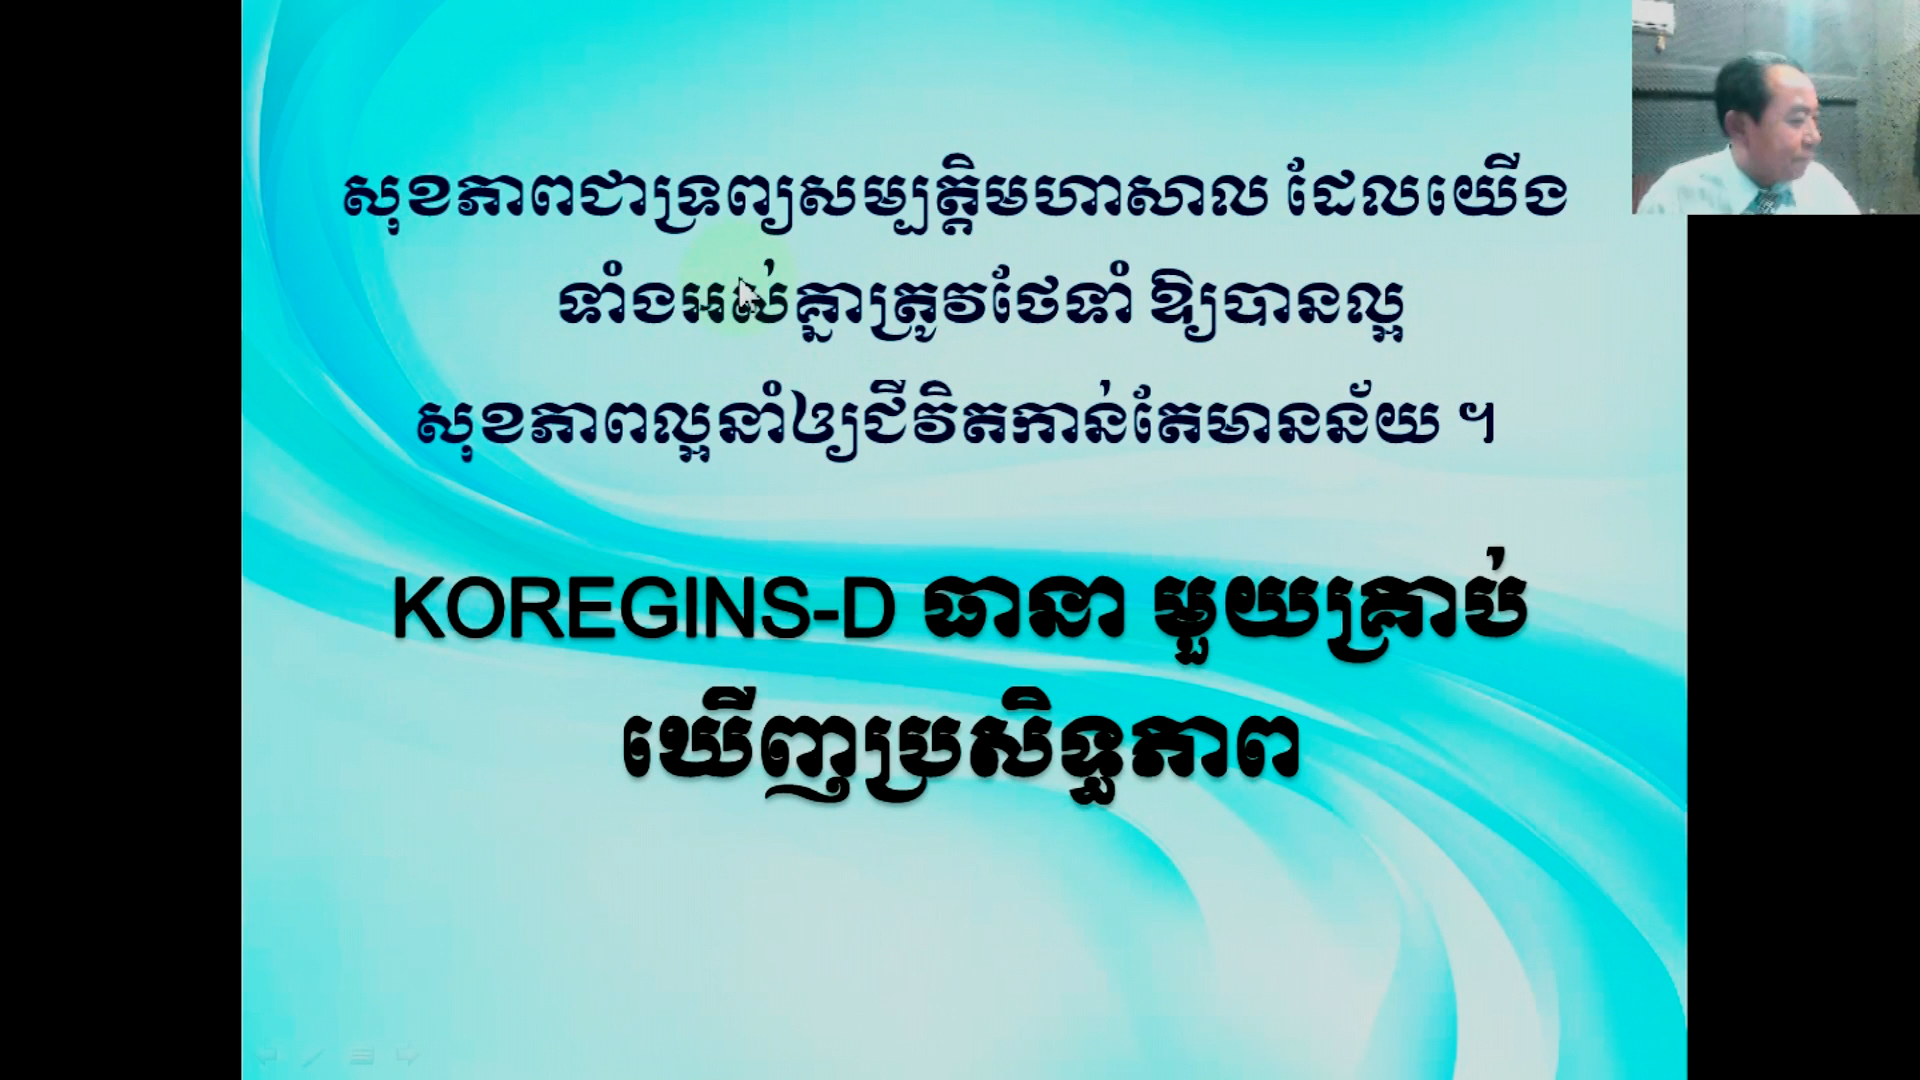 សុខភាពជាទ្រព្យសម្បត្តិមហាសាល ដែលយើង
ទាំងអស់គ្នាត្រូវថែទាំ ឱ្យបានល្អ
សុខភាពល្អនាំឲ្យជីវិតកាន់តែមានន័យ ។
KOREGINS-D ធានា មួយគ្រាប់
ឃើញប្រសិទ្ធភាព